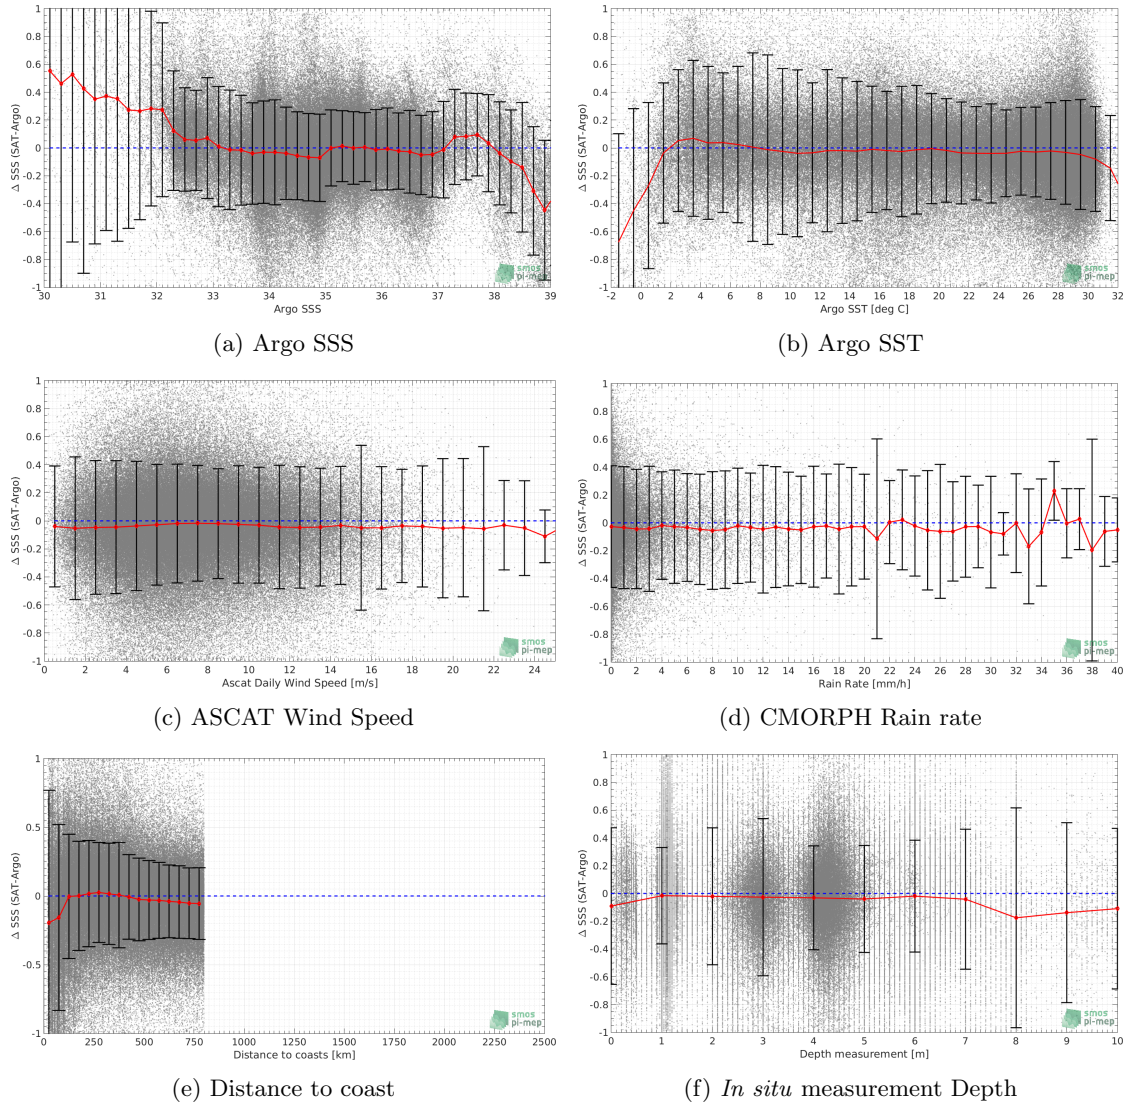 1
0.8
0.6
0.4
0.2
0
-0.2
-0.4
-0.6
-0.8
-1
Δ SSS (SAT-Argo)
30 31 32 33 34 35 36 37 38 39
Argo SSS
smos
pi-mep
(a) Argo SSS
1
0.8
0.6
0.4
0.2
0
-0.2
-0.4
-0.6
-0.8
-1
Δ SSS (SAT-Argo)
-2 0 2 4 6 8 10 12 14 16 18 20 22 24 26 28 30 32
Argo SST [deg C]
smos
pi-mep
(b) Argo SST
1
0.8
0.6
0.4
0.2
0
-0.2
-0.4
-0.6
-0.8
-1
Δ SSS (SAT-Argo)
0 2 4 6 8 10 12 14 16 18 20 22 24
Ascat Daily Wind Speed [m/s]
smos
pi-mep
(c) ASCAT Wind Speed
1
0.8
0.6
0.4
0.2
0
-0.2
-0.4
-0.6
-0.8
-1
Δ SSS (SAT-Argo)
0 2 4 6 8 10 12 14 16 18 20 22 24 26 28 30 32 34 36 38 40
Rain Rate [mm/h]
smos
pi-mep
(d) CMORPH Rain rate
1
0.5
0
-0.5
-1
Δ SSS (SAT-Argo)
0 250 500 750 1000 1250 1500 1750 2000 2250 2500
Distance to coasts [km]
smos
pi-mep
(e) Distance to coast
1
0.8
0.6
0.4
0.2
0
-0.2
-0.4
-0.6
-0.8
-1
Δ SSS (SAT-Argo)
0 1 2 3 4 5 6 7 8 9 10
Depth measurement [m]
smos
pi-mep
(f) In situ measurement Depth